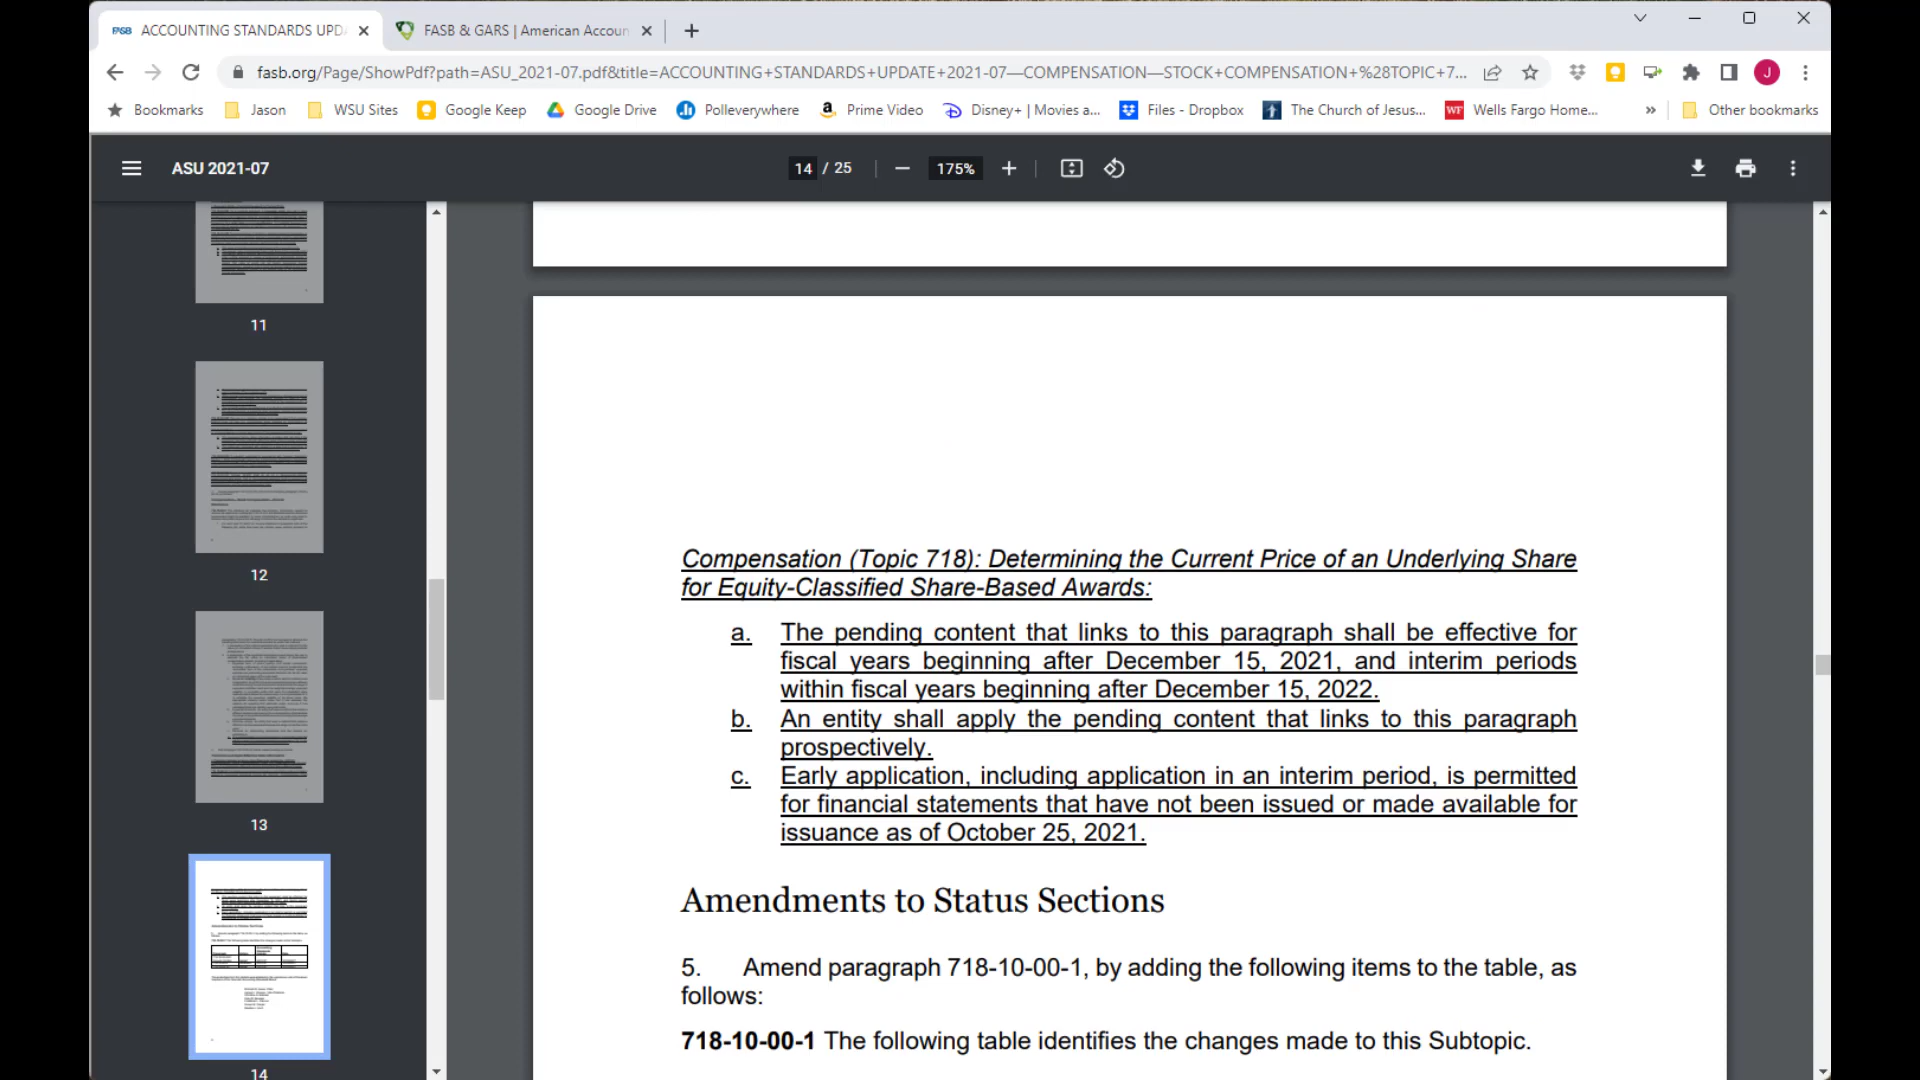 ACCOUNTING STANDARDS UPDA
FASB & GARS | American Accoun
fasb.org/Page/ShowPdf?path=ASU_2021-07.pdf&title=ACCOUNTING+STANDARDS+UPDATE+2021-07—COMPENSATION—STOCK+COMPENSATION+%28TOPIC+7...
J
Bookmarks Jason WSU Sites Google Keep Google Drive Polleverywhere Prime Video Disney+ | Movies a... Files - Dropbox The Church of Jesus... WF Wells Fargo Home... » Other bookmarks
ASU 2021-07
14 / 25
175%
11
12
13
14
Compensation (Topic 718): Determining the Current Price of an Underlying Share
for Equity-Classified Share-Based Awards:
a. The pending content that links to this paragraph shall be effective for
fiscal years beginning after December 15, 2021, and interim periods
within fiscal years beginning after December 15, 2022.
b. An entity shall apply the pending content that links to this paragraph
prospectively.
c. Early application, including application in an interim period, is permitted
for financial statements that have not been issued or made available for
issuance as of October 25, 2021.
Amendments to Status Sections
5. Amend paragraph 718-10-00-1, by adding the following items to the table, as
follows:
718-10-00-1 The following table identifies the changes made to this Subtopic.